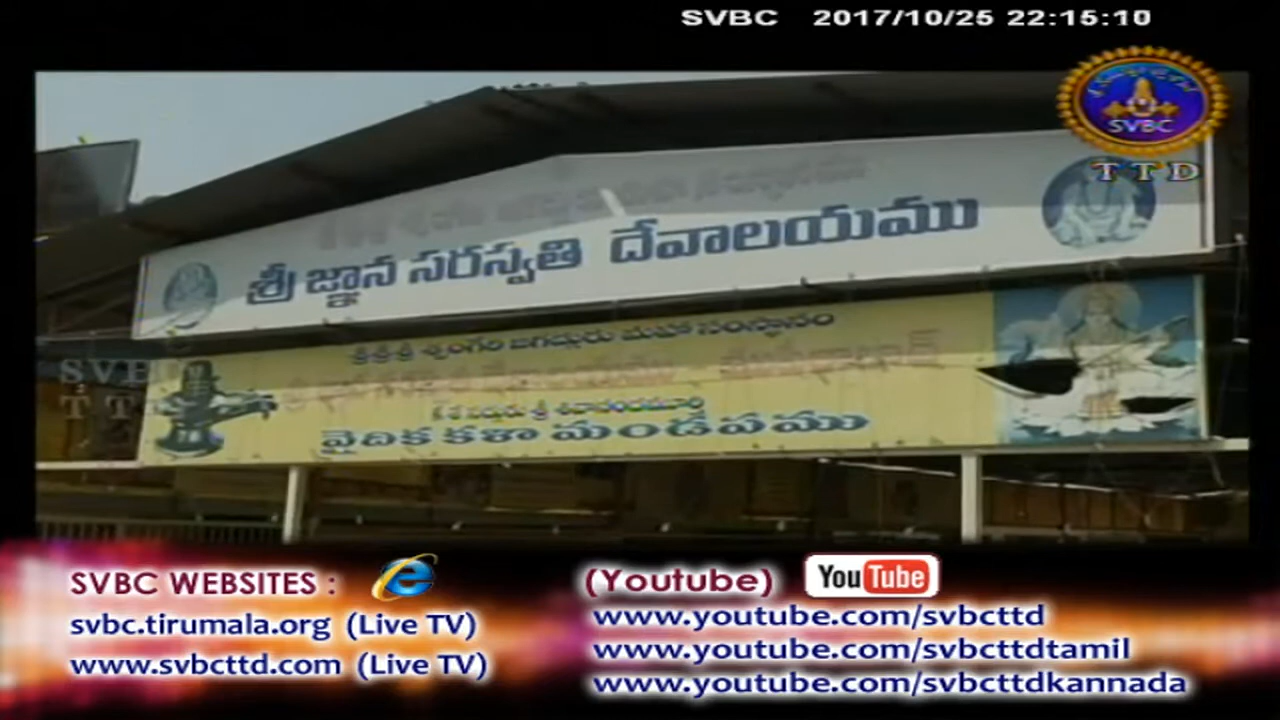 SVBC 2017/10/25 22:15:10
SVBC
TTD
శ్రీ జ్ఞాన సరస్వతి దేవాలయము
శ్రీశ్రీశ్రీ శృంగేరి జగద్గురు మహా సంస్థానం
వైదిక కళా మండపము
SVBC WEBSITES :
svbc.tirumala.org (Live TV)
www.svbcttd.com (Live TV)
(Youtube) YouTube
www.youtube.com/svbcttd
www.youtube.com/svbcttdtamil
www.youtube.com/svbcttdkannada